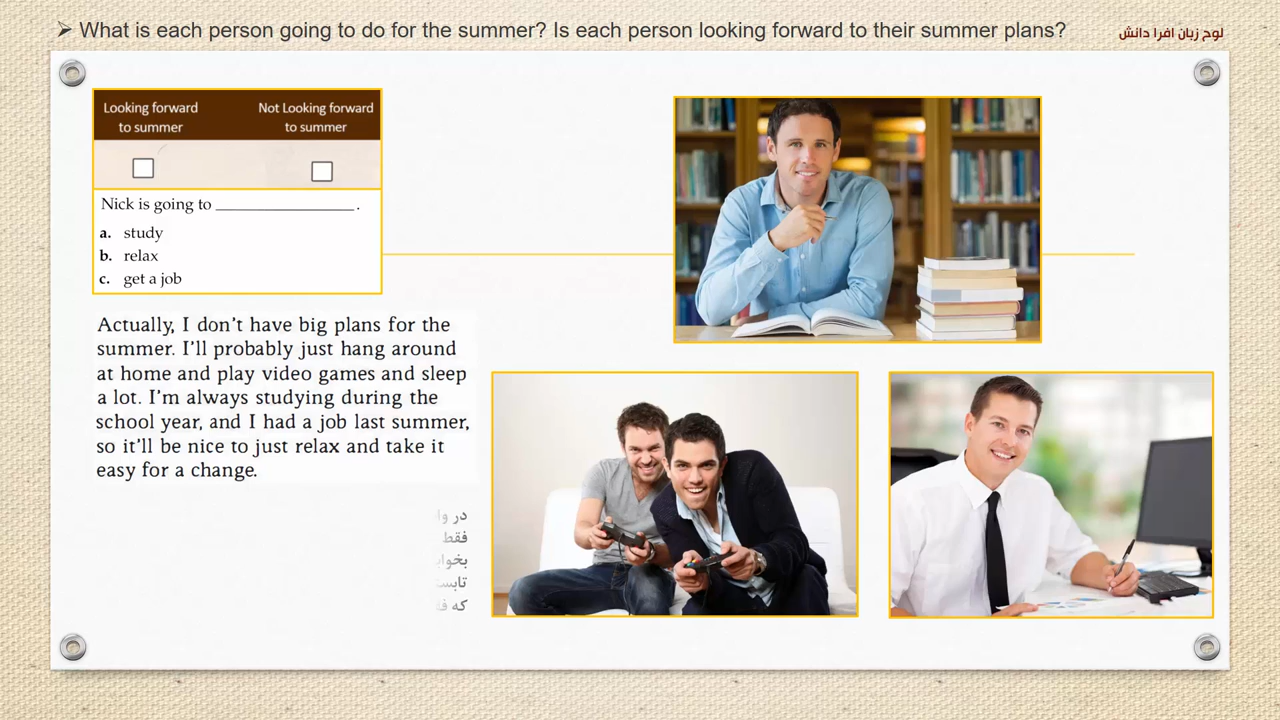 ➢ What is each person going to do for the summer? Is each person looking forward to their summer plans?
لوح زبان افرا دانش
Looking forward
to summer
Not Looking forward
to summer
Nick is going to ________________ .
a. study
b. relax
c. get a job
Actually, I don't have big plans for the
summer. I'll probably just hang around
at home and play video games and sleep
a lot. I'm always studying during the
school year, and I had a job last summer,
so it'll be nice to just relax and take it
easy for a change.
در
فقط
که